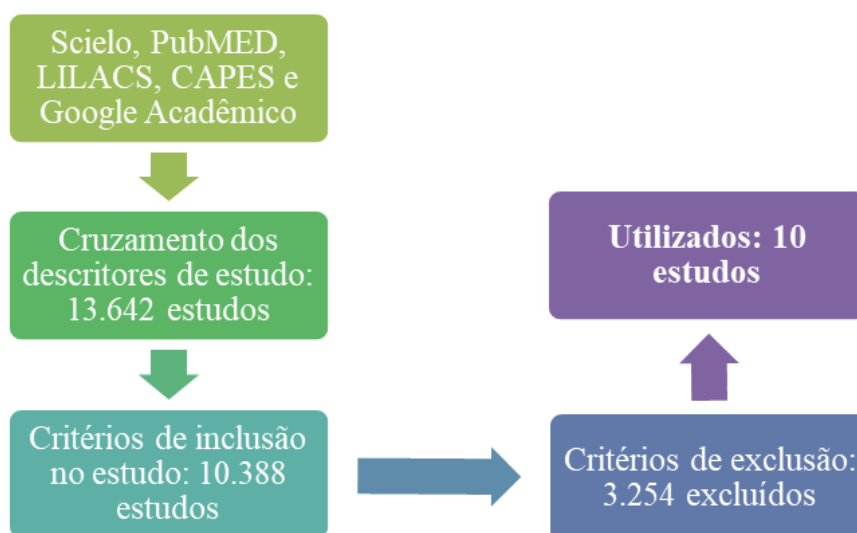 Scielo, PubMED,
LILACS, CAPES e
Google Acadêmico
Cruzamento dos
descritores de estudo:
13.642 estudos
Critérios de inclusão
no estudo: 10.388
estudos
Critérios de exclusão:
3.254 excluídos
Utilizados: 10
estudos